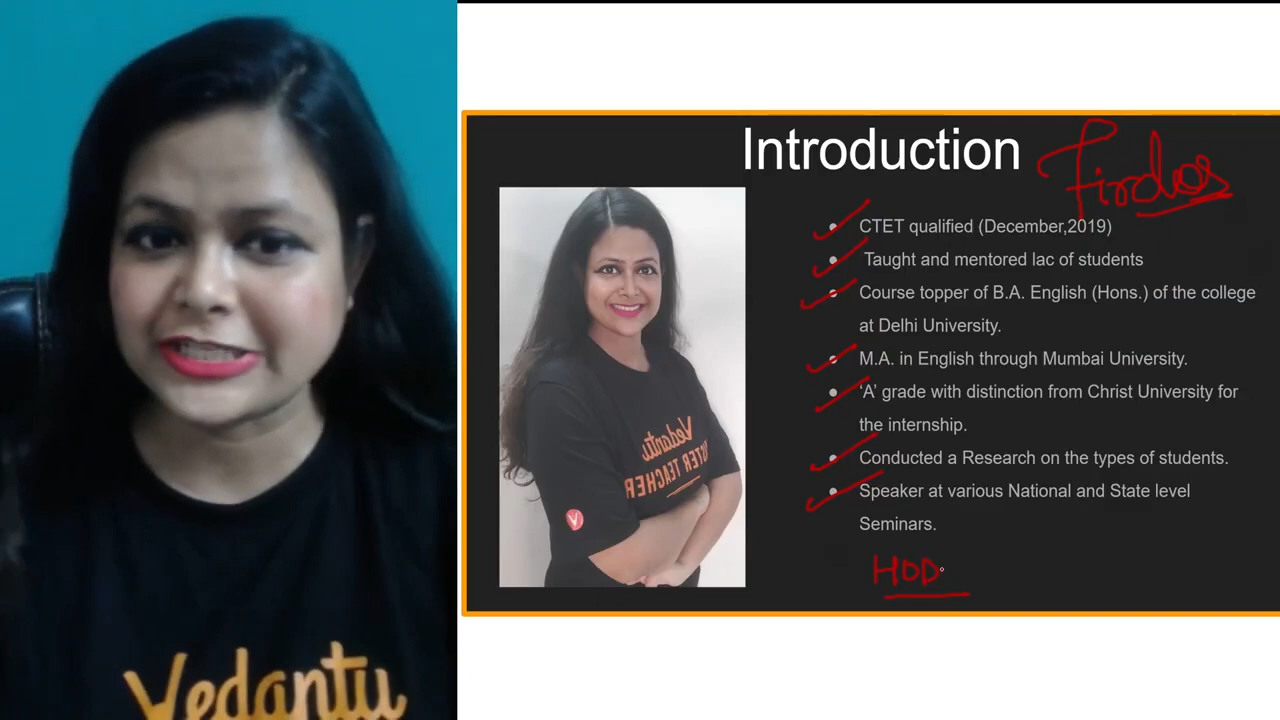 Introduction
Firdos
CTET qualified (December,2019)
Taught and mentored lac of students
Course topper of B.A. English (Hons.) of the college
at Delhi University.
M.A. in English through Mumbai University.
‘A’ grade with distinction from Christ University for
the internship.
Conducted a Research on the types of students.
Speaker at various National and State level
Seminars.
HOD
Vedantu
TEACHER
V
Vedantu